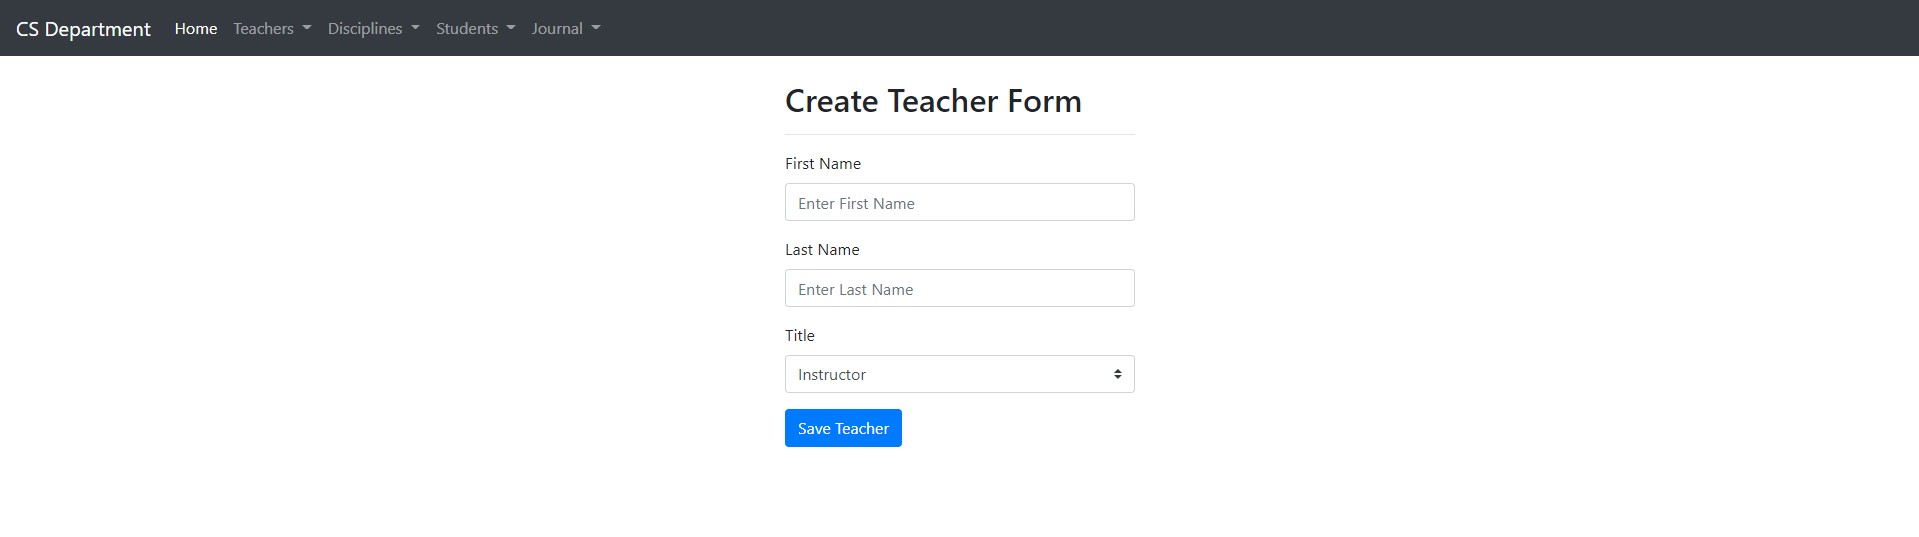 CS Department Home Teachers Disciplines Students Journal
Create Teacher Form
First Name
Enter First Name
Last Name
Enter Last Name
Title
Instructor
Save Teacher